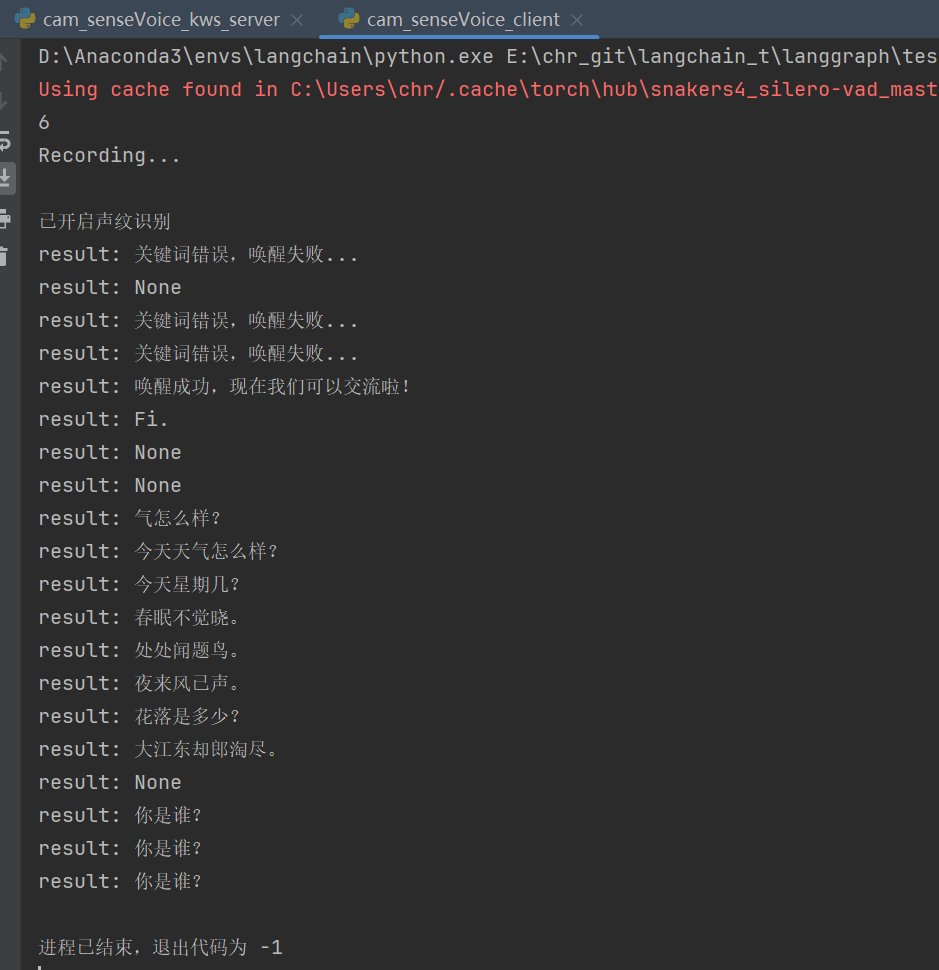 cam_senseVoice_kws_server × cam_senseVoice_client ×
D:\Anaconda3\envs\langchain\python.exe E:\chr_git\langchain_t\langgraph\tes
Using cache found in C:\Users\chr/.cache\torch\hub\snakers4_silero-vad_mast
6
Recording...
已开启声纹识别
result: 关键词错误，唤醒失败...
result: None
result: 关键词错误，唤醒失败...
result: 关键词错误，唤醒失败...
result: 唤醒成功，现在我们可以交流啦！
result: Fi.
result: None
result: None
result: 气怎么样？
result: 今天天气怎么样？
result: 今天星期几？
result: 春眠不觉晓。
result: 处处闻题鸟。
result: 夜来风已声。
result: 花落是多少？
result: 大江东却郎淘尽。
result: None
result: 你是谁？
result: 你是谁？
result: 你是谁？
进程已结束，退出代码为 -1